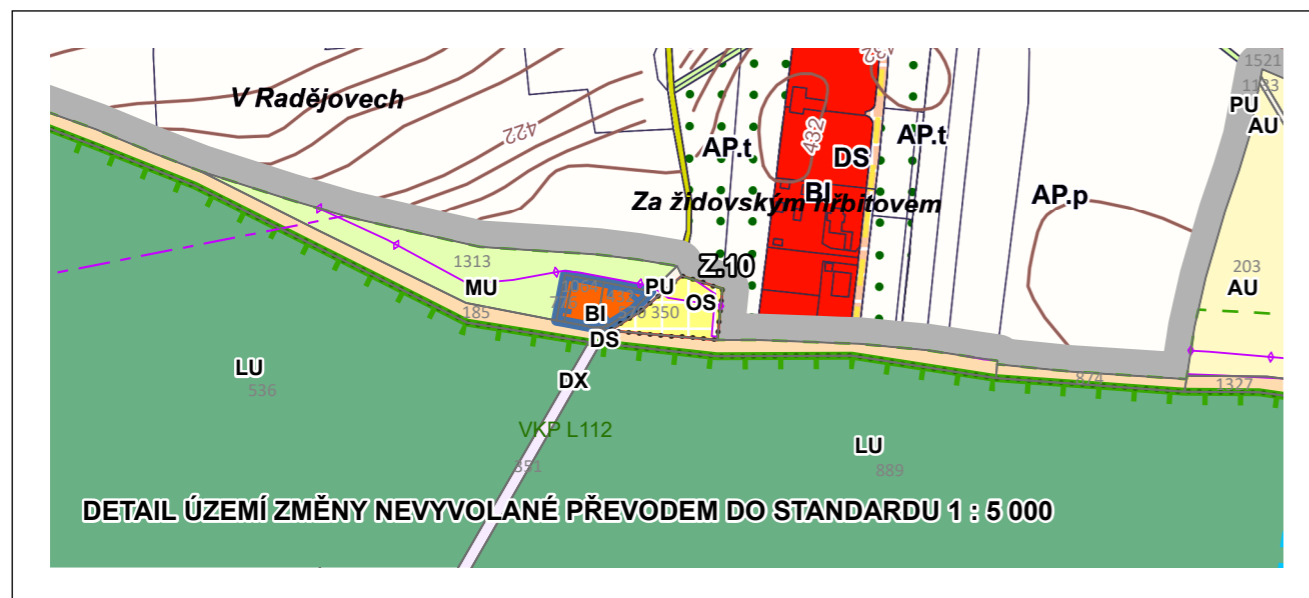 1521
1133
PU
AU
V Radějovech
422
432
AP.t
DS
AP.t
BI
Za židovským hřbitovem
AP.p
1313
MU
Z.10
PU
OS
203
AU
185
BI
350
DS
LU
536
DX
874
1327
VKP L112
351
LU
889
DETAIL ÚZEMÍ ZMĚNY NEVYVOLANÉ PŘEVODEM DO STANDARDU 1 : 5 000